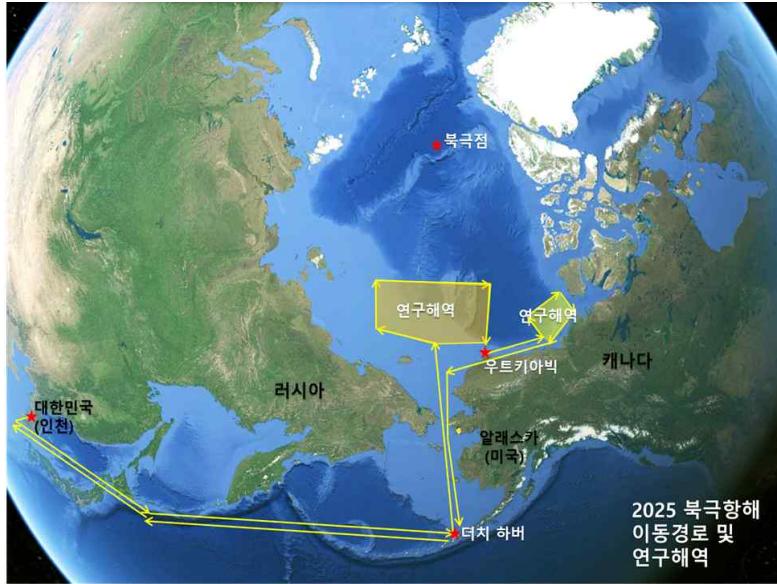 북극점
연구해역
연구해역
우트키아빅
캐나다
러시아
대한민국
(인천)
알래스카
(미국)
더치 하버
2025 북극항해
이동경로 및
연구해역